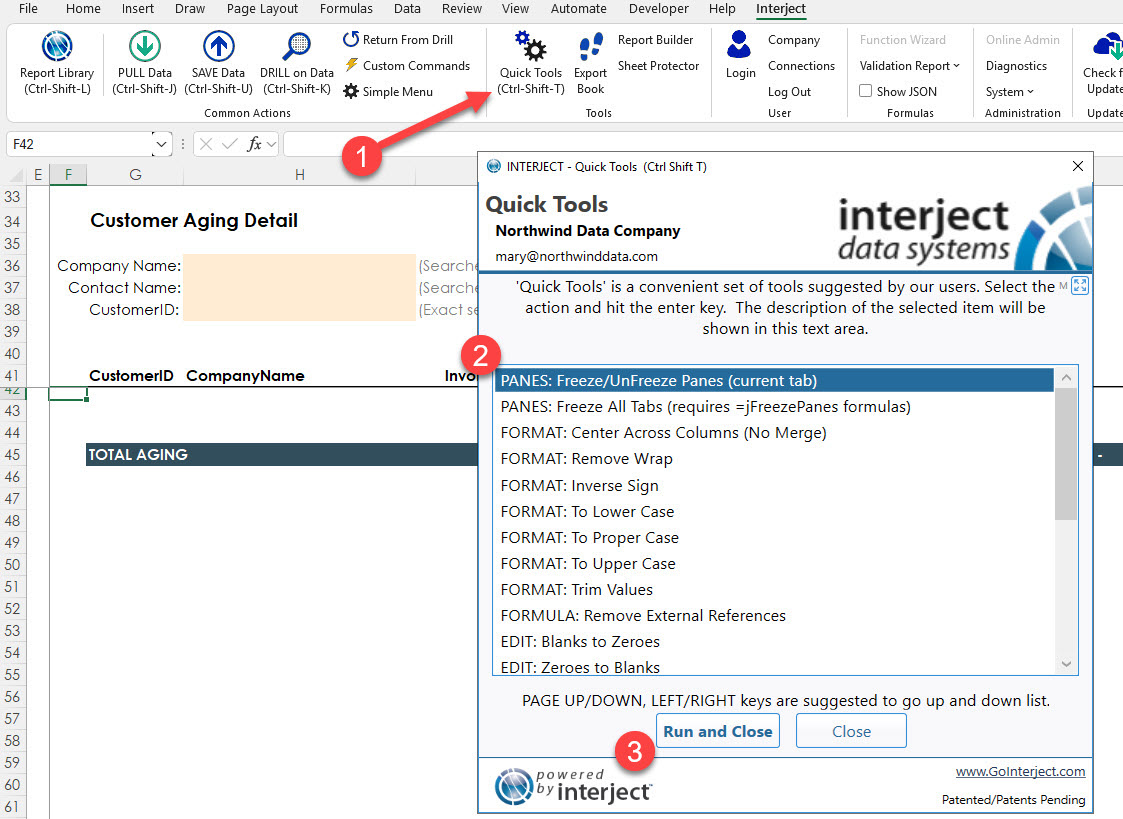 File Home Insert Draw Page Layout Formulas Data Review View Automate Developer Help Interject
Report Library
(Ctrl-Shift-L)
PULL Data
(Ctrl-Shift-J)
SAVE Data
(Ctrl-Shift-U)
DRILL on Data
(Ctrl-Shift-K)
Return From Drill
Custom Commands
Simple Menu
Common Actions
Quick Tools
(Ctrl-Shift-T)
Export
Book
Report Builder
Sheet Protector
Tools
Login
Company
Connections
Log Out
User
Function Wizard
Validation Report
Show JSON
Formulas
Online Admin
Diagnostics
System
Administration
Check f
Update
Update
F42
fx
1
E F G H
33
34 Customer Aging Detail
35
36 Company Name: (Searche
37 Contact Name: (Searche
38 CustomerID: (Exact se
39
40
41 CustomerID CompanyName Invoi
42
43
44
45 TOTAL AGING -
46
47
48
49
50
51
52
53
54
55
56
57
58
59
60
61
INTERJECT - Quick Tools (Ctrl Shift T)
Quick Tools
Northwind Data Company
mary@northwinddata.com
interject
data systems
'Quick Tools' is a convenient set of tools suggested by our users. Select the M
action and hit the enter key. The description of the selected item will be
shown in this text area.
2
PANES: Freeze/UnFreeze Panes (current tab)
PANES: Freeze All Tabs (requires =jFreezePanes formulas)
FORMAT: Center Across Columns (No Merge)
FORMAT: Remove Wrap
FORMAT: Inverse Sign
FORMAT: To Lower Case
FORMAT: To Proper Case
FORMAT: To Upper Case
FORMAT: Trim Values
FORMULA: Remove External References
EDIT: Blanks to Zeroes
EDIT: Zeroes to Blanks
PAGE UP/DOWN, LEFT/RIGHT keys are suggested to go up and down list.
Run and Close Close
3
powered
by interject
www.GoInterject.com
Patented/Patents Pending